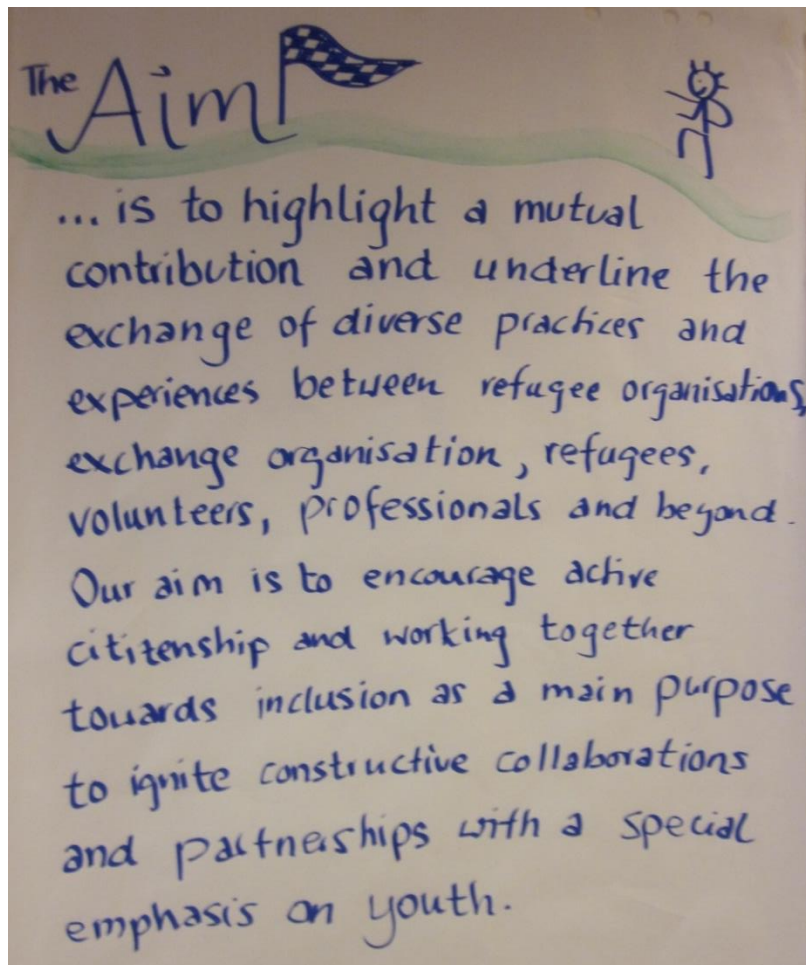 The Aim
... is to highlight a mutual
contribution and underline the
exchange of diverse practices and
experiences between refugee organisations,
exchange organisation, refugees,
volunteers, professionals and beyond.
Our aim is to encourage active
citizenship and working together
towards inclusion as a main purpose
to ignite constructive collaborations
and partnerships with a special
emphasis on youth.